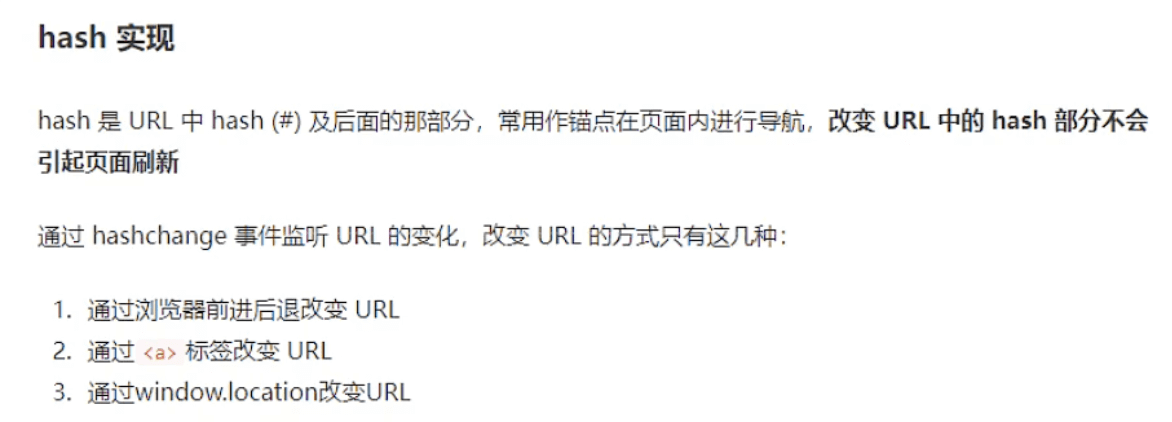 hash 实现
hash 是 URL 中 hash (#) 及后面的那部分，常用作锚点在页面内进行导航，改变 URL 中的 hash 部分不会
引起页面刷新
通过 hashchange 事件监听 URL 的变化，改变 URL 的方式只有这几种：
1. 通过浏览器前进后退改变 URL
2. 通过 <a> 标签改变 URL
3. 通过window.location改变URL